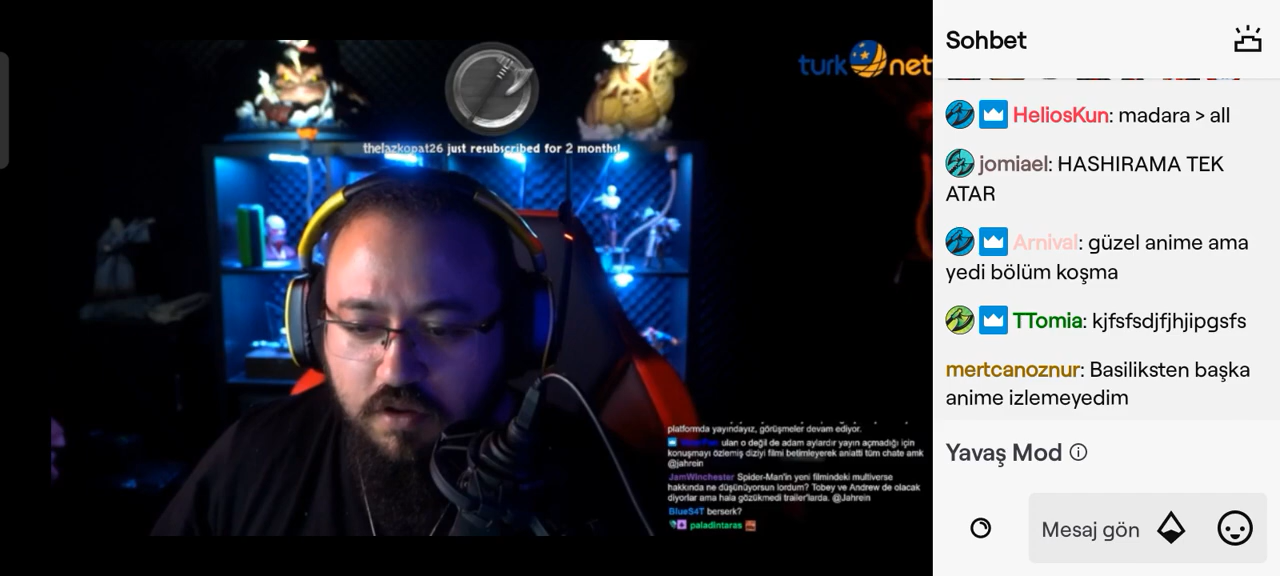 turk net
thelazkopat26 just resubscribed for 2 months!
platformda yayındayız, görüşmeler devam ediyor.
ulan o değil de adam aylardır yayın açmadığı için
konuşmayı özlemiş diziyi filmi betimleyerek anlattı tüm chate amk
@jahrein
JamWinchester Spider-Man'in yeni filmindeki multiverse
hakkında ne düşünüyorsun lordum? Tobey ve Andrew de olacak
diyorlar ama hala gözükmedi trailer'larda. @Jahrein
BlueS4T berserk?
paladintaras
Sohbet
HeliosKun: madara > all
jomiael: HASHIRAMA TEK
ATAR
Arnival: güzel anime ama
yedi bölüm koşma
TTomia: kjfsfsdjfjhjipgsfs
mertcanoznur: Basiliksten başka
anime izlemeyedim
Yavaş Mod
Mesaj gön